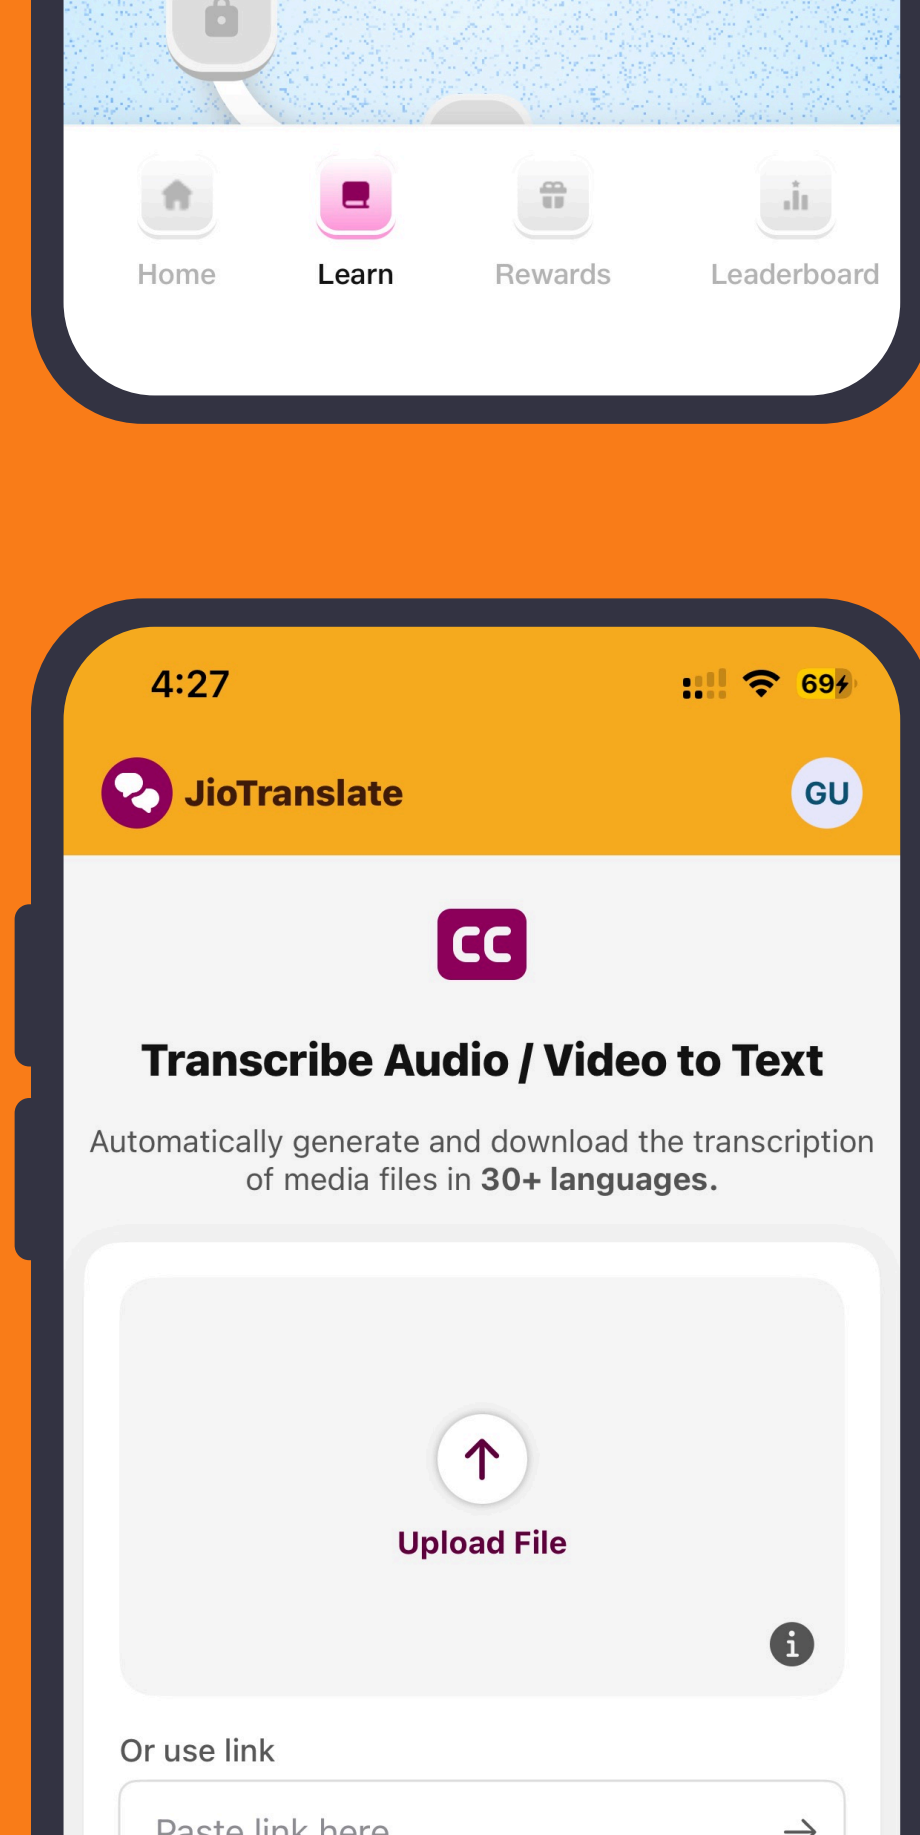 Home
Learn
Rewards
Leaderboard
4:27
69
JioTranslate
GU
CC
Transcribe Audio / Video to Text
Automatically generate and download the transcription
of media files in 30+ languages.
Upload File
i
Or use link
Paste link here